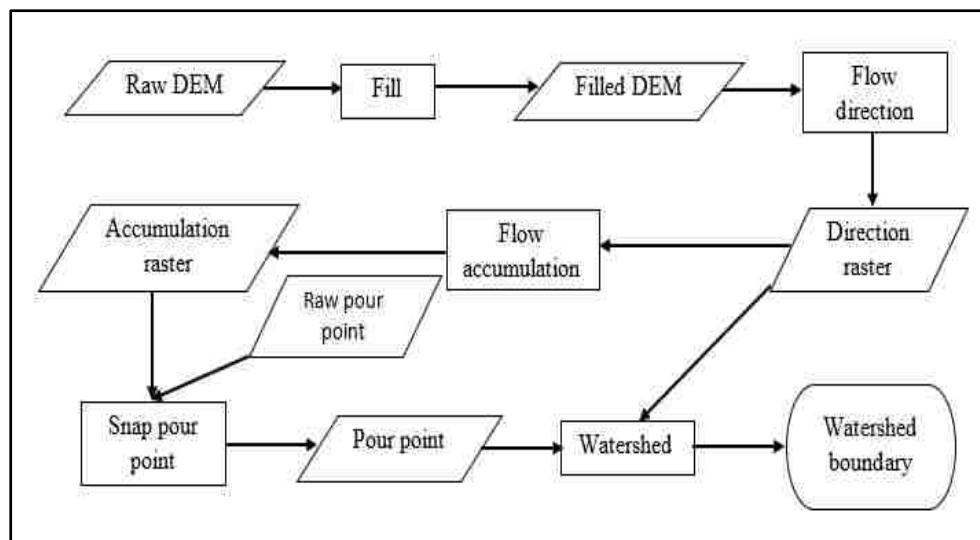 Raw DEM
Fill
Filled DEM
Flow
direction
Accumulation
raster
Flow
accumulation
Direction
raster
Raw pour
point
Snap pour
point
Pour point
Watershed
Watershed
boundary